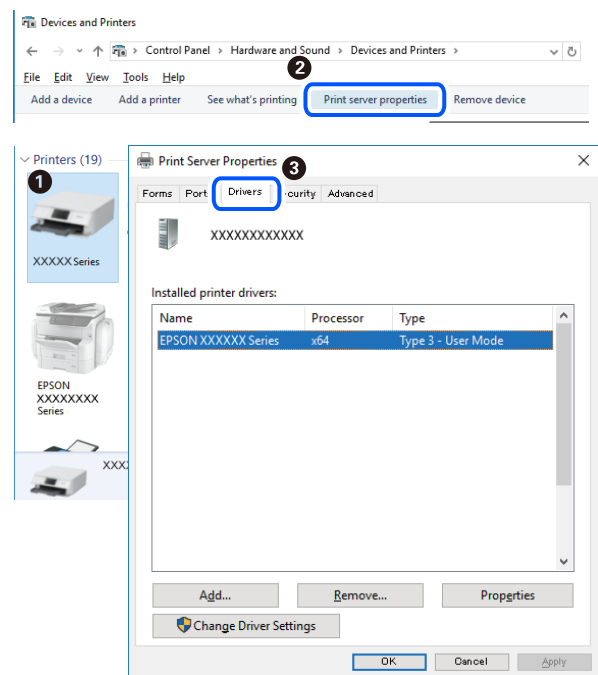 Devices and Printers
Control Panel > Hardware and Sound > Devices and Printers >
2
File Edit View Tools Help
Add a device Add a printer See what's printing Print server properties Remove device
Printers (19)
1
XXXXX Series
EPSON
XXXXXXXX
Series
XXX
Print Server Properties
3
Forms Port Drivers curity Advanced
XXXXXXXXXXXX
Installed printer drivers:
Name Processor Type
EPSON XXXXXX Series x64 Type 3 - User Mode
Add... Remove... Properties
Change Driver Settings
OK Cancel Apply